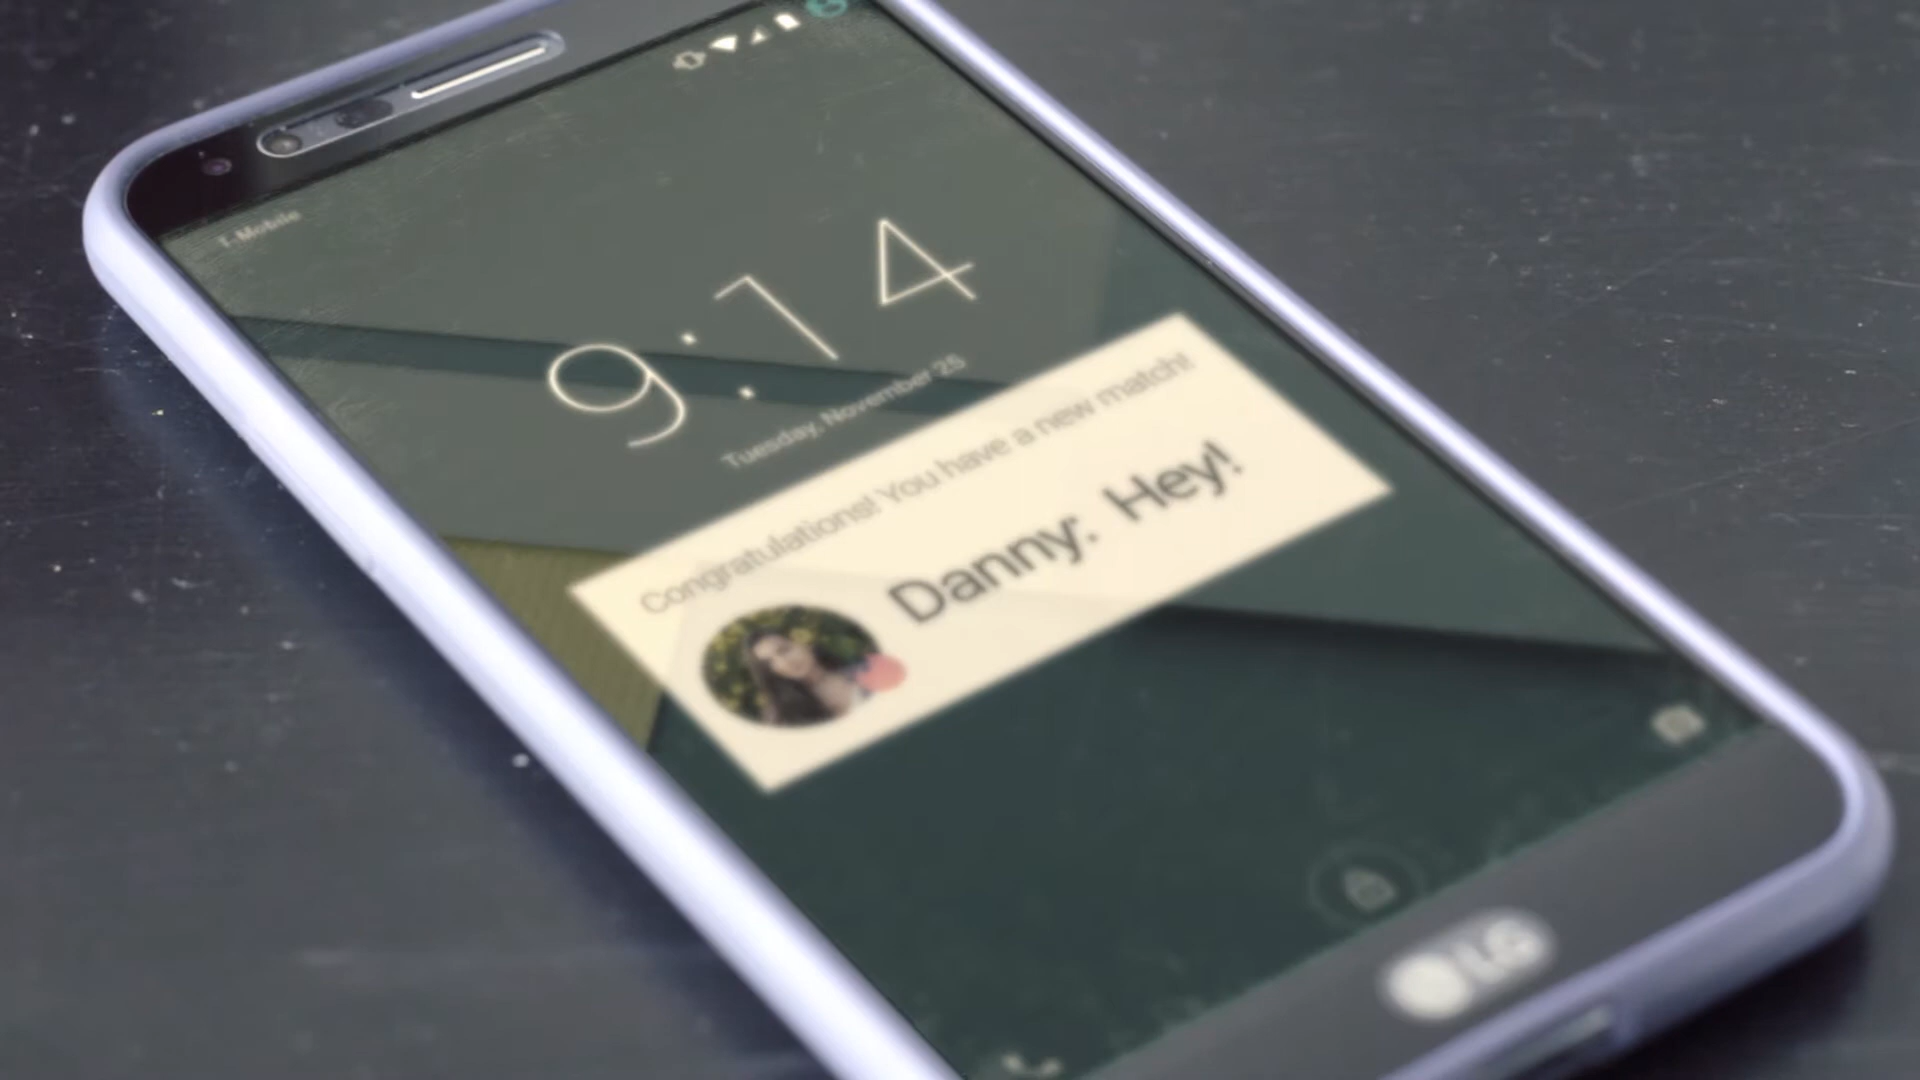 T-Mobile
9:14
Tuesday, November 25
Congratulations! You have a new match!
Danny: Hey!
LG